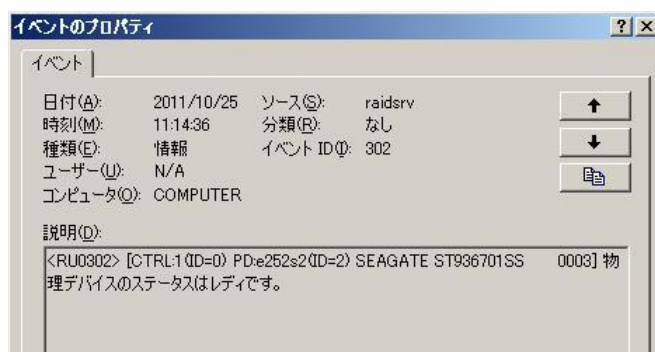 イベントのプロパティ
イベント
日付(A): 2011/10/25 ソース(S): raidsrv
時刻(M): 11:14:36 分類(R): なし
種類(E): 情報 イベント ID(I): 302
ユーザー(U): N/A
コンピュータ(O): COMPUTER
説明(D):
<RU0302> [CTRL:1(ID=0) PD:e252s2(ID=2) SEAGATE ST936701SS 0003] 物
理デバイスのステータスはレディです。